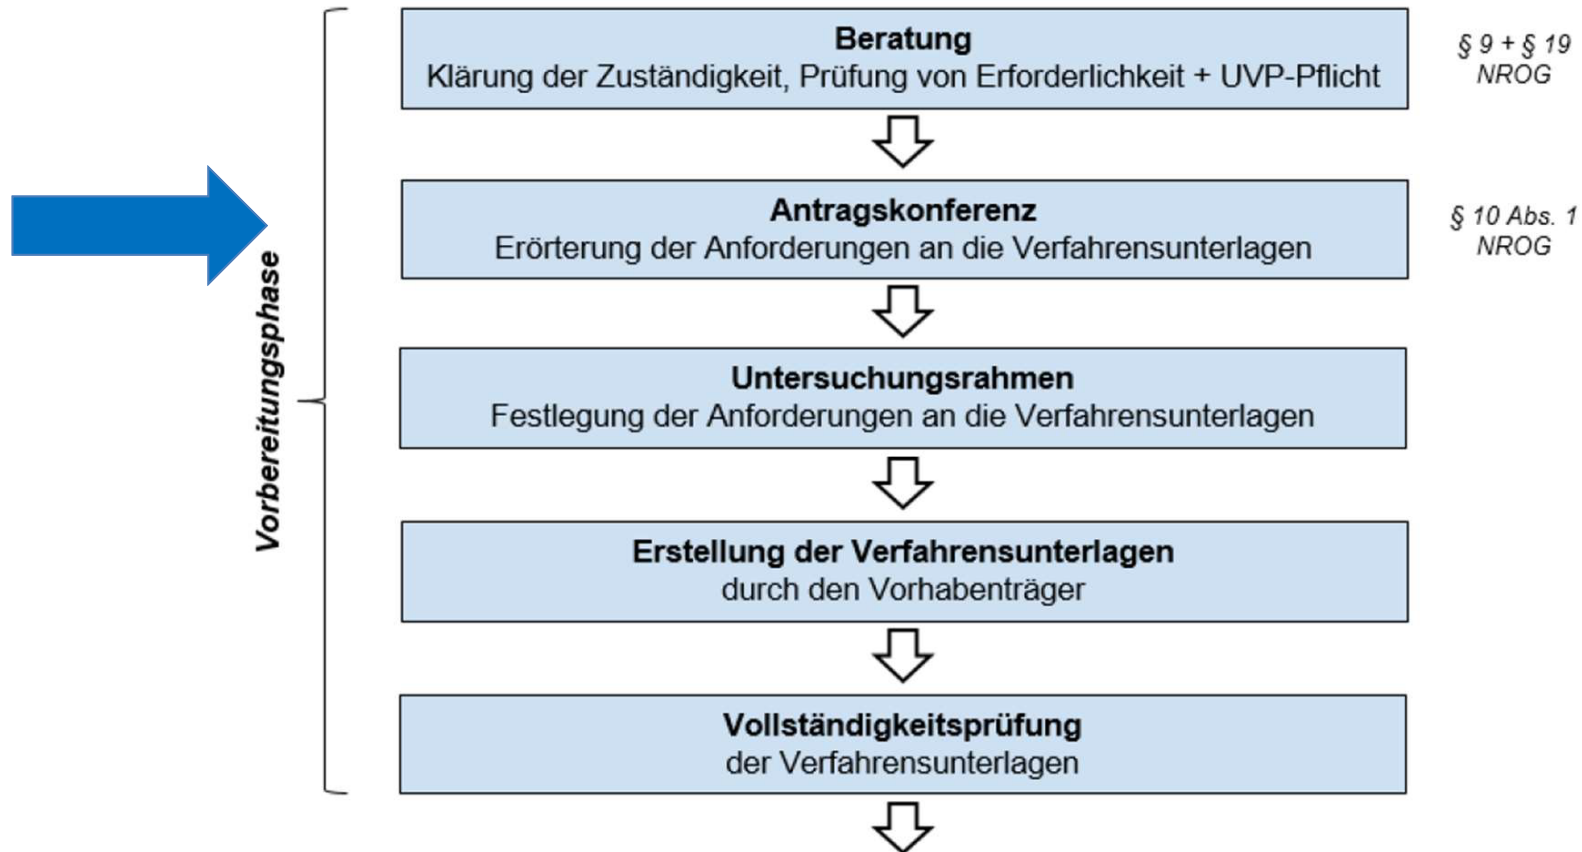 Beratung
Klärung der Zuständigkeit, Prüfung von Erforderlichkeit + UVP-Pflicht
§ 9 + § 19
NROG
Antragskonferenz
Erörterung der Anforderungen an die Verfahrensunterlagen
§ 10 Abs. 1
NROG
Vorbereitungsphase
Untersuchungsrahmen
Festlegung der Anforderungen an die Verfahrensunterlagen
Erstellung der Verfahrensunterlagen
durch den Vorhabenträger
Vollständigkeitsprüfung
der Verfahrensunterlagen